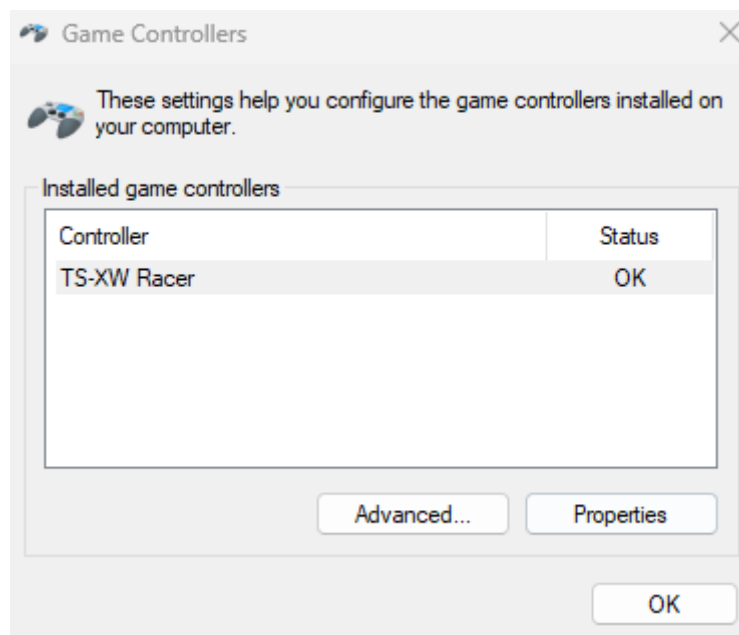 Game Controllers
These settings help you configure the game controllers installed on
your computer.
Installed game controllers
Controller Status
TS-XW Racer OK
Advanced... Properties
OK